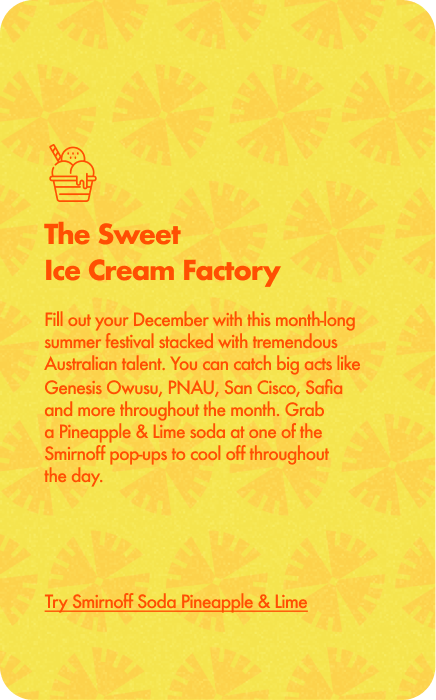 The Sweet
Ice Cream Factory
Fill out your December with this month-long
summer festival stacked with tremendous
Australian talent. You can catch big acts like
Genesis Owusu, PNAU, San Cisco, Safia
and more throughout the month. Grab
a Pineapple & Lime soda at one of the
Smirnoff pop-ups to cool off throughout
the day.
Try Smirnoff Soda Pineapple & Lime